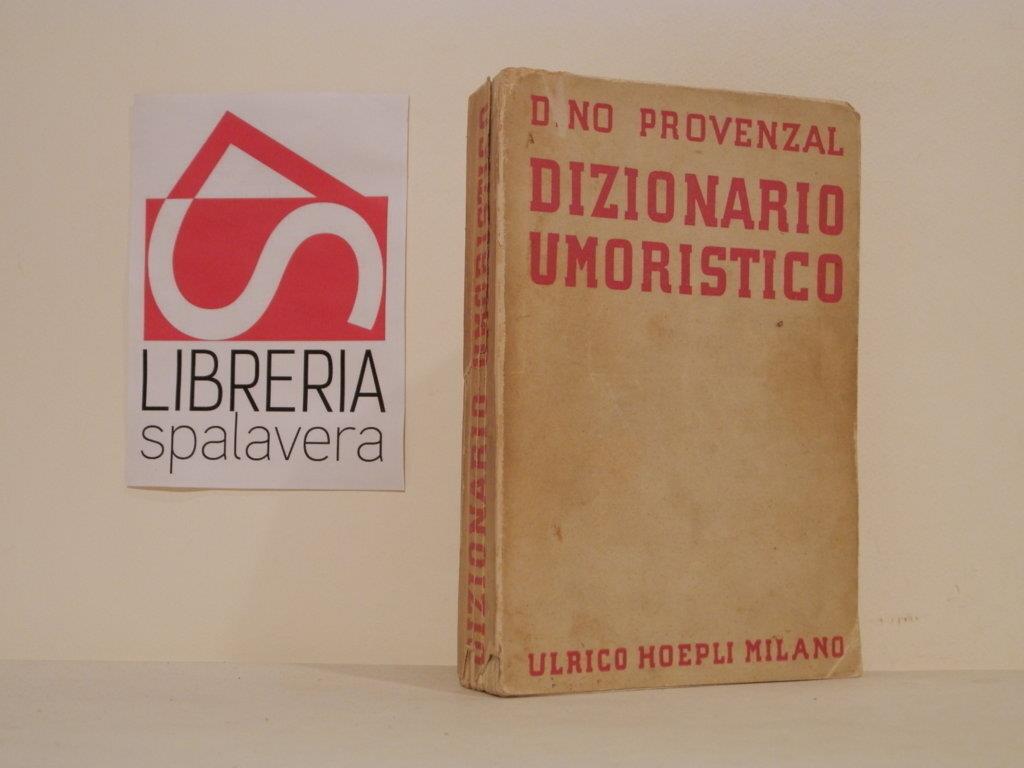 LIBRERIA
spalavera
D.NO PROVENZAL
DIZIONARIO
UMORISTICO
ULRICO HOEPLI MILANO
DIZIONARIO UMORISTICO